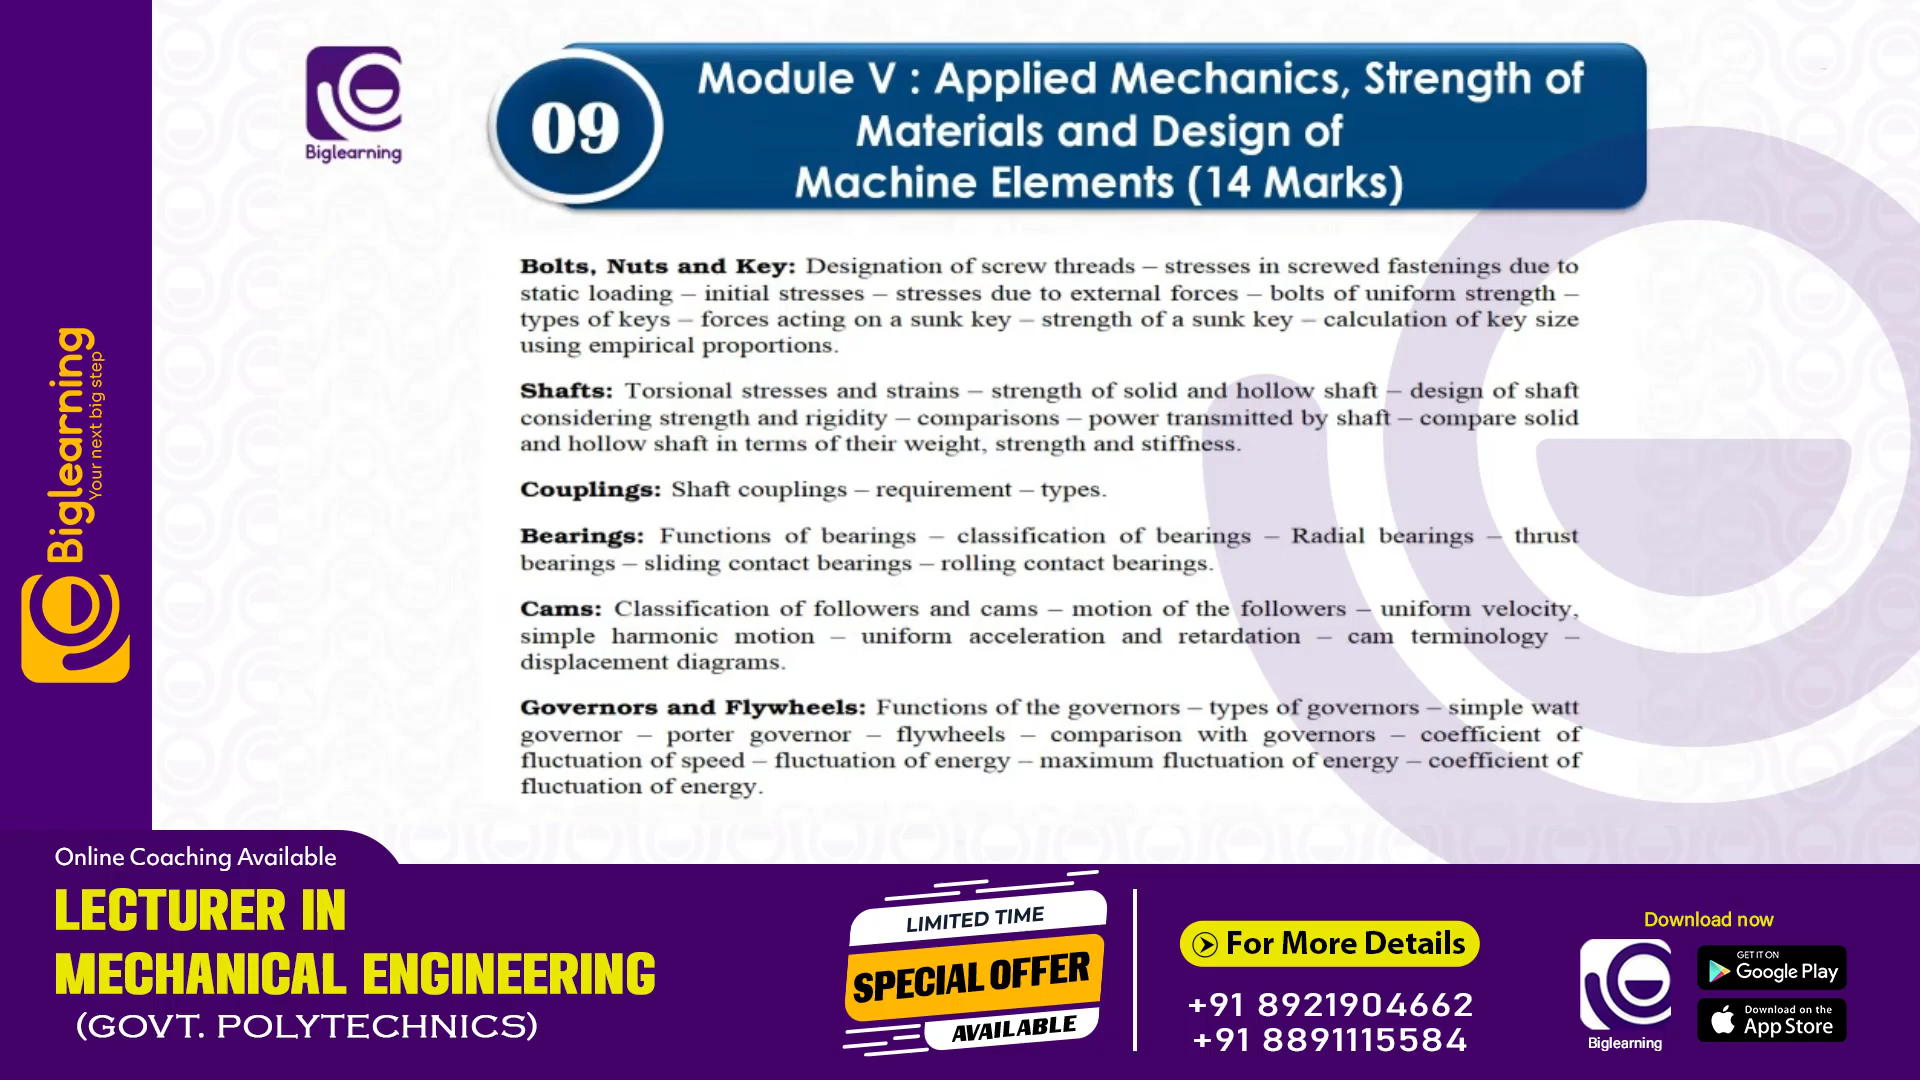 Biglearning
09
Module V : Applied Mechanics, Strength of
Materials and Design of
Machine Elements (14 Marks)
Bolts, Nuts and Key: Designation of screw threads – stresses in screwed fastenings due to
static loading – initial stresses – stresses due to external forces – bolts of uniform strength –
types of keys – forces acting on a sunk key – strength of a sunk key – calculation of key size
using empirical proportions.
Shafts: Torsional stresses and strains – strength of solid and hollow shaft – design of shaft
considering strength and rigidity – comparisons – power transmitted by shaft – compare solid
and hollow shaft in terms of their weight, strength and stiffness.
Couplings: Shaft couplings – requirement – types.
Bearings: Functions of bearings – classification of bearings – Radial bearings – thrust
bearings – sliding contact bearings – rolling contact bearings.
Cams: Classification of followers and cams – motion of the followers – uniform velocity,
simple harmonic motion – uniform acceleration and retardation – cam terminology –
displacement diagrams.
Governors and Flywheels: Functions of the governors – types of governors – simple watt
governor – porter governor – flywheels – comparison with governors – coefficient of
fluctuation of speed – fluctuation of energy – maximum fluctuation of energy – coefficient of
fluctuation of energy.
Biglearning
Your next big step
Online Coaching Available
LECTURER IN
MECHANICAL ENGINEERING
(GOVT. POLYTECHNICS)
LIMITED TIME
SPECIAL OFFER
AVAILABLE
For More Details
+91 8921904662
+91 8891115584
Download now
Biglearning
GET IT ON
Google Play
Download on the
App Store